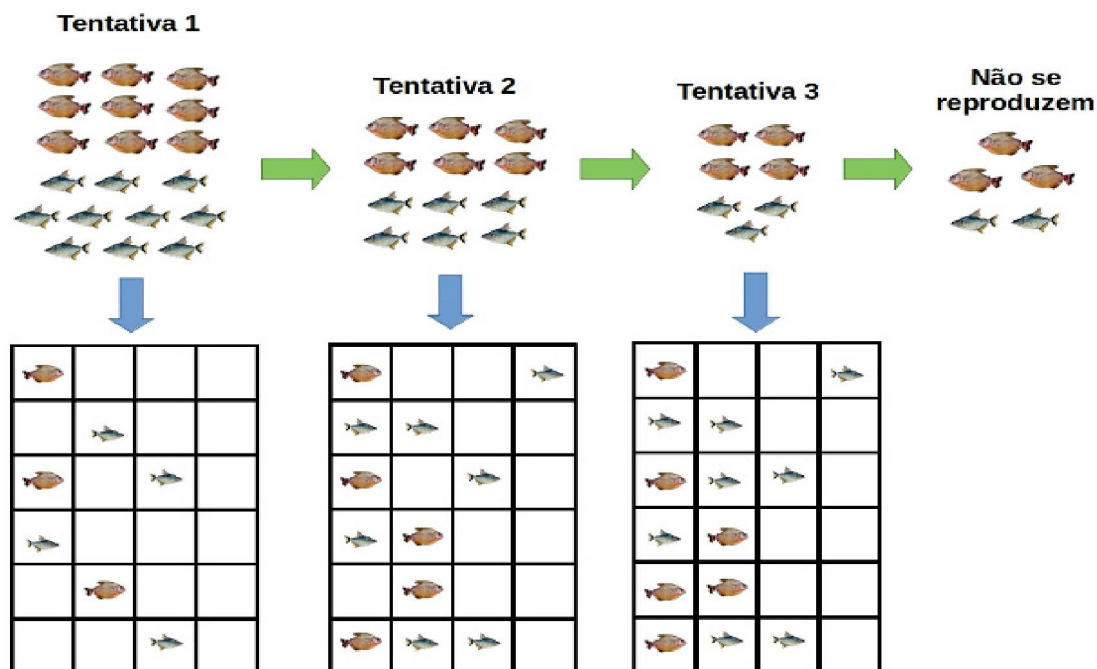 Tentativa 1
Tentativa 2
Tentativa 3
Não se
reproduzem